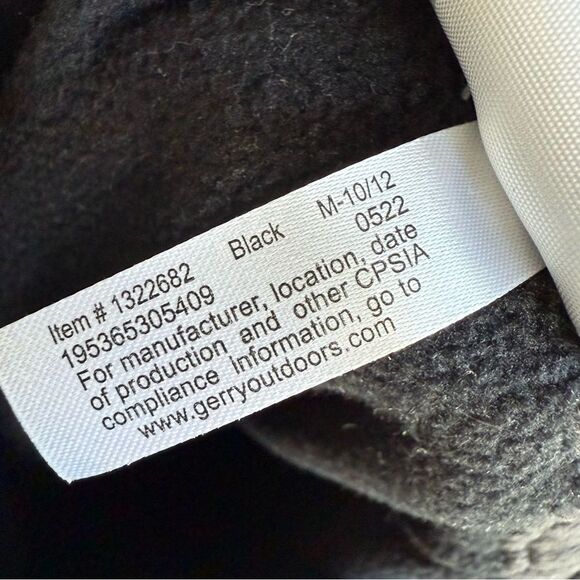 Item # 1322682 Black M-10/12
195365305409 0522
For manufacturer, location, date
of production and other CPSIA
compliance information, go to
www.gerryoutdoors.com